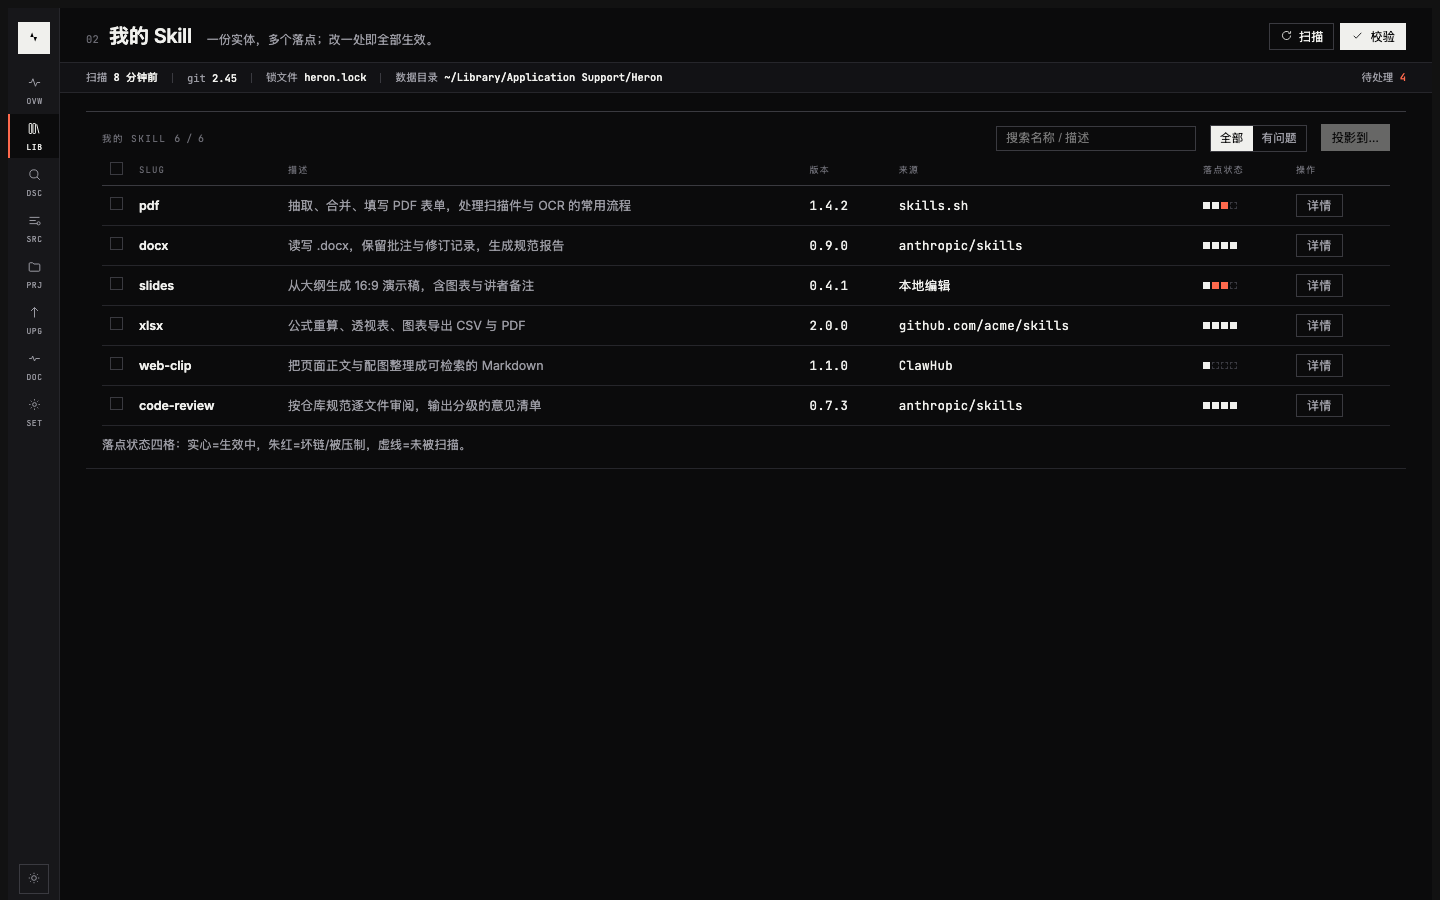 02 我的 Skill 一份实体，多个落点；改一处即全部生效。 扫描 校验
扫描 8 分钟前 git 2.45 锁文件 heron.lock 数据目录 ~/Library/Application Support/Heron 待处理 4
OVW
LIB
DSC
SRC
PRJ
UPG
DOC
SET
我的 SKILL 6 / 6 搜索名称 / 描述 全部 有问题 投影到...
SLUG 描述 版本 来源 落点状态 操作
pdf 抽取、合并、填写 PDF 表单，处理扫描件与 OCR 的常用流程 1.4.2 skills.sh 详情
docx 读写 .docx，保留批注与修订记录，生成规范报告 0.9.0 anthropic/skills 详情
slides 从大纲生成 16:9 演示稿，含图表与讲者备注 0.4.1 本地编辑 详情
xlsx 公式重算、透视表、图表导出 CSV 与 PDF 2.0.0 github.com/acme/skills 详情
web-clip 把页面正文与配图整理成可检索的 Markdown 1.1.0 ClawHub 详情
code-review 按仓库规范逐文件审阅，输出分级的意见清单 0.7.3 anthropic/skills 详情
落点状态四格：实心=生效中，朱红=坏链/被压制，虚线=未被扫描。